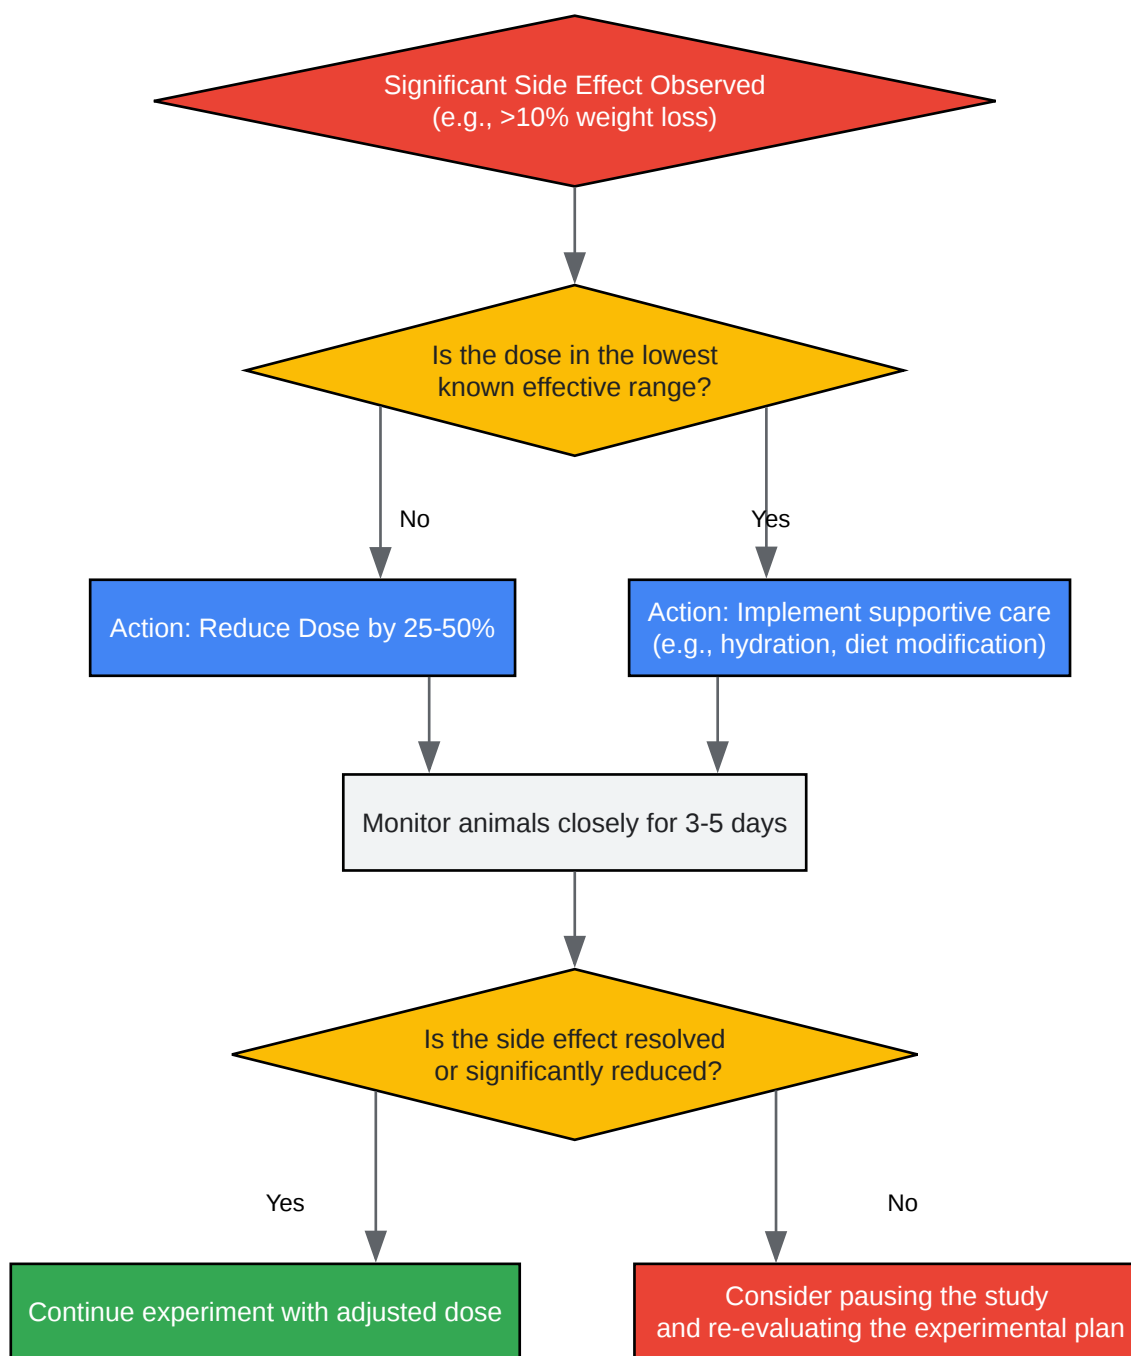 Significant Side Effect Observed
(e.g., >10% weight loss)
Is the dose in the lowest
known effective range?
No
Yes
Action: Reduce Dose by 25-50%
Action: Implement supportive care
(e.g., hydration, diet modification)
Monitor animals closely for 3-5 days
Is the side effect resolved
or significantly reduced?
Yes
No
Continue experiment with adjusted dose
Consider pausing the study
and re-evaluating the experimental plan